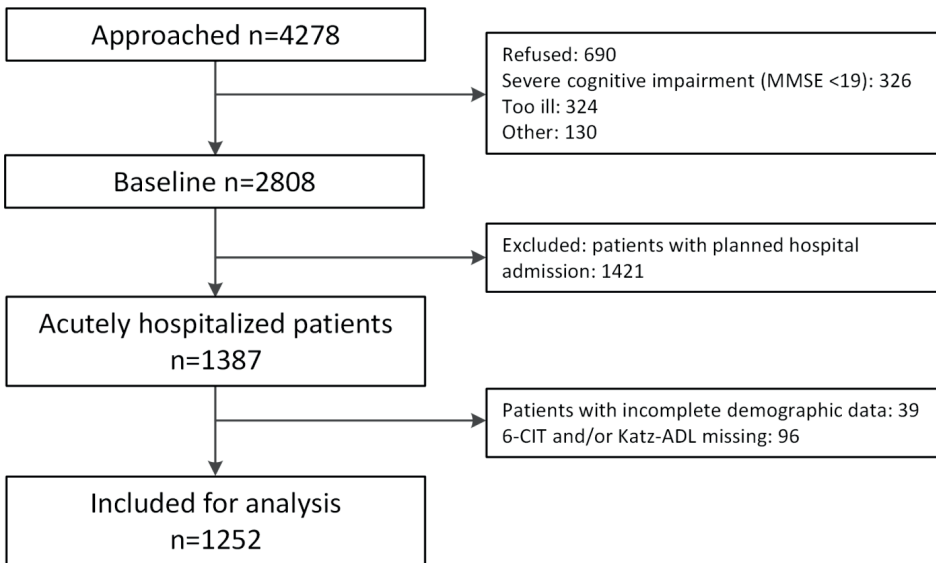 Approached n=4278
Refused: 690
Severe cognitive impairment (MMSE <19): 326
Too ill: 324
Other: 130
Baseline n=2808
Excluded: patients with planned hospital
admission: 1421
Acutely hospitalized patients
n=1387
Patients with incomplete demographic data: 39
6-CIT and/or Katz-ADL missing: 96
Included for analysis
n=1252